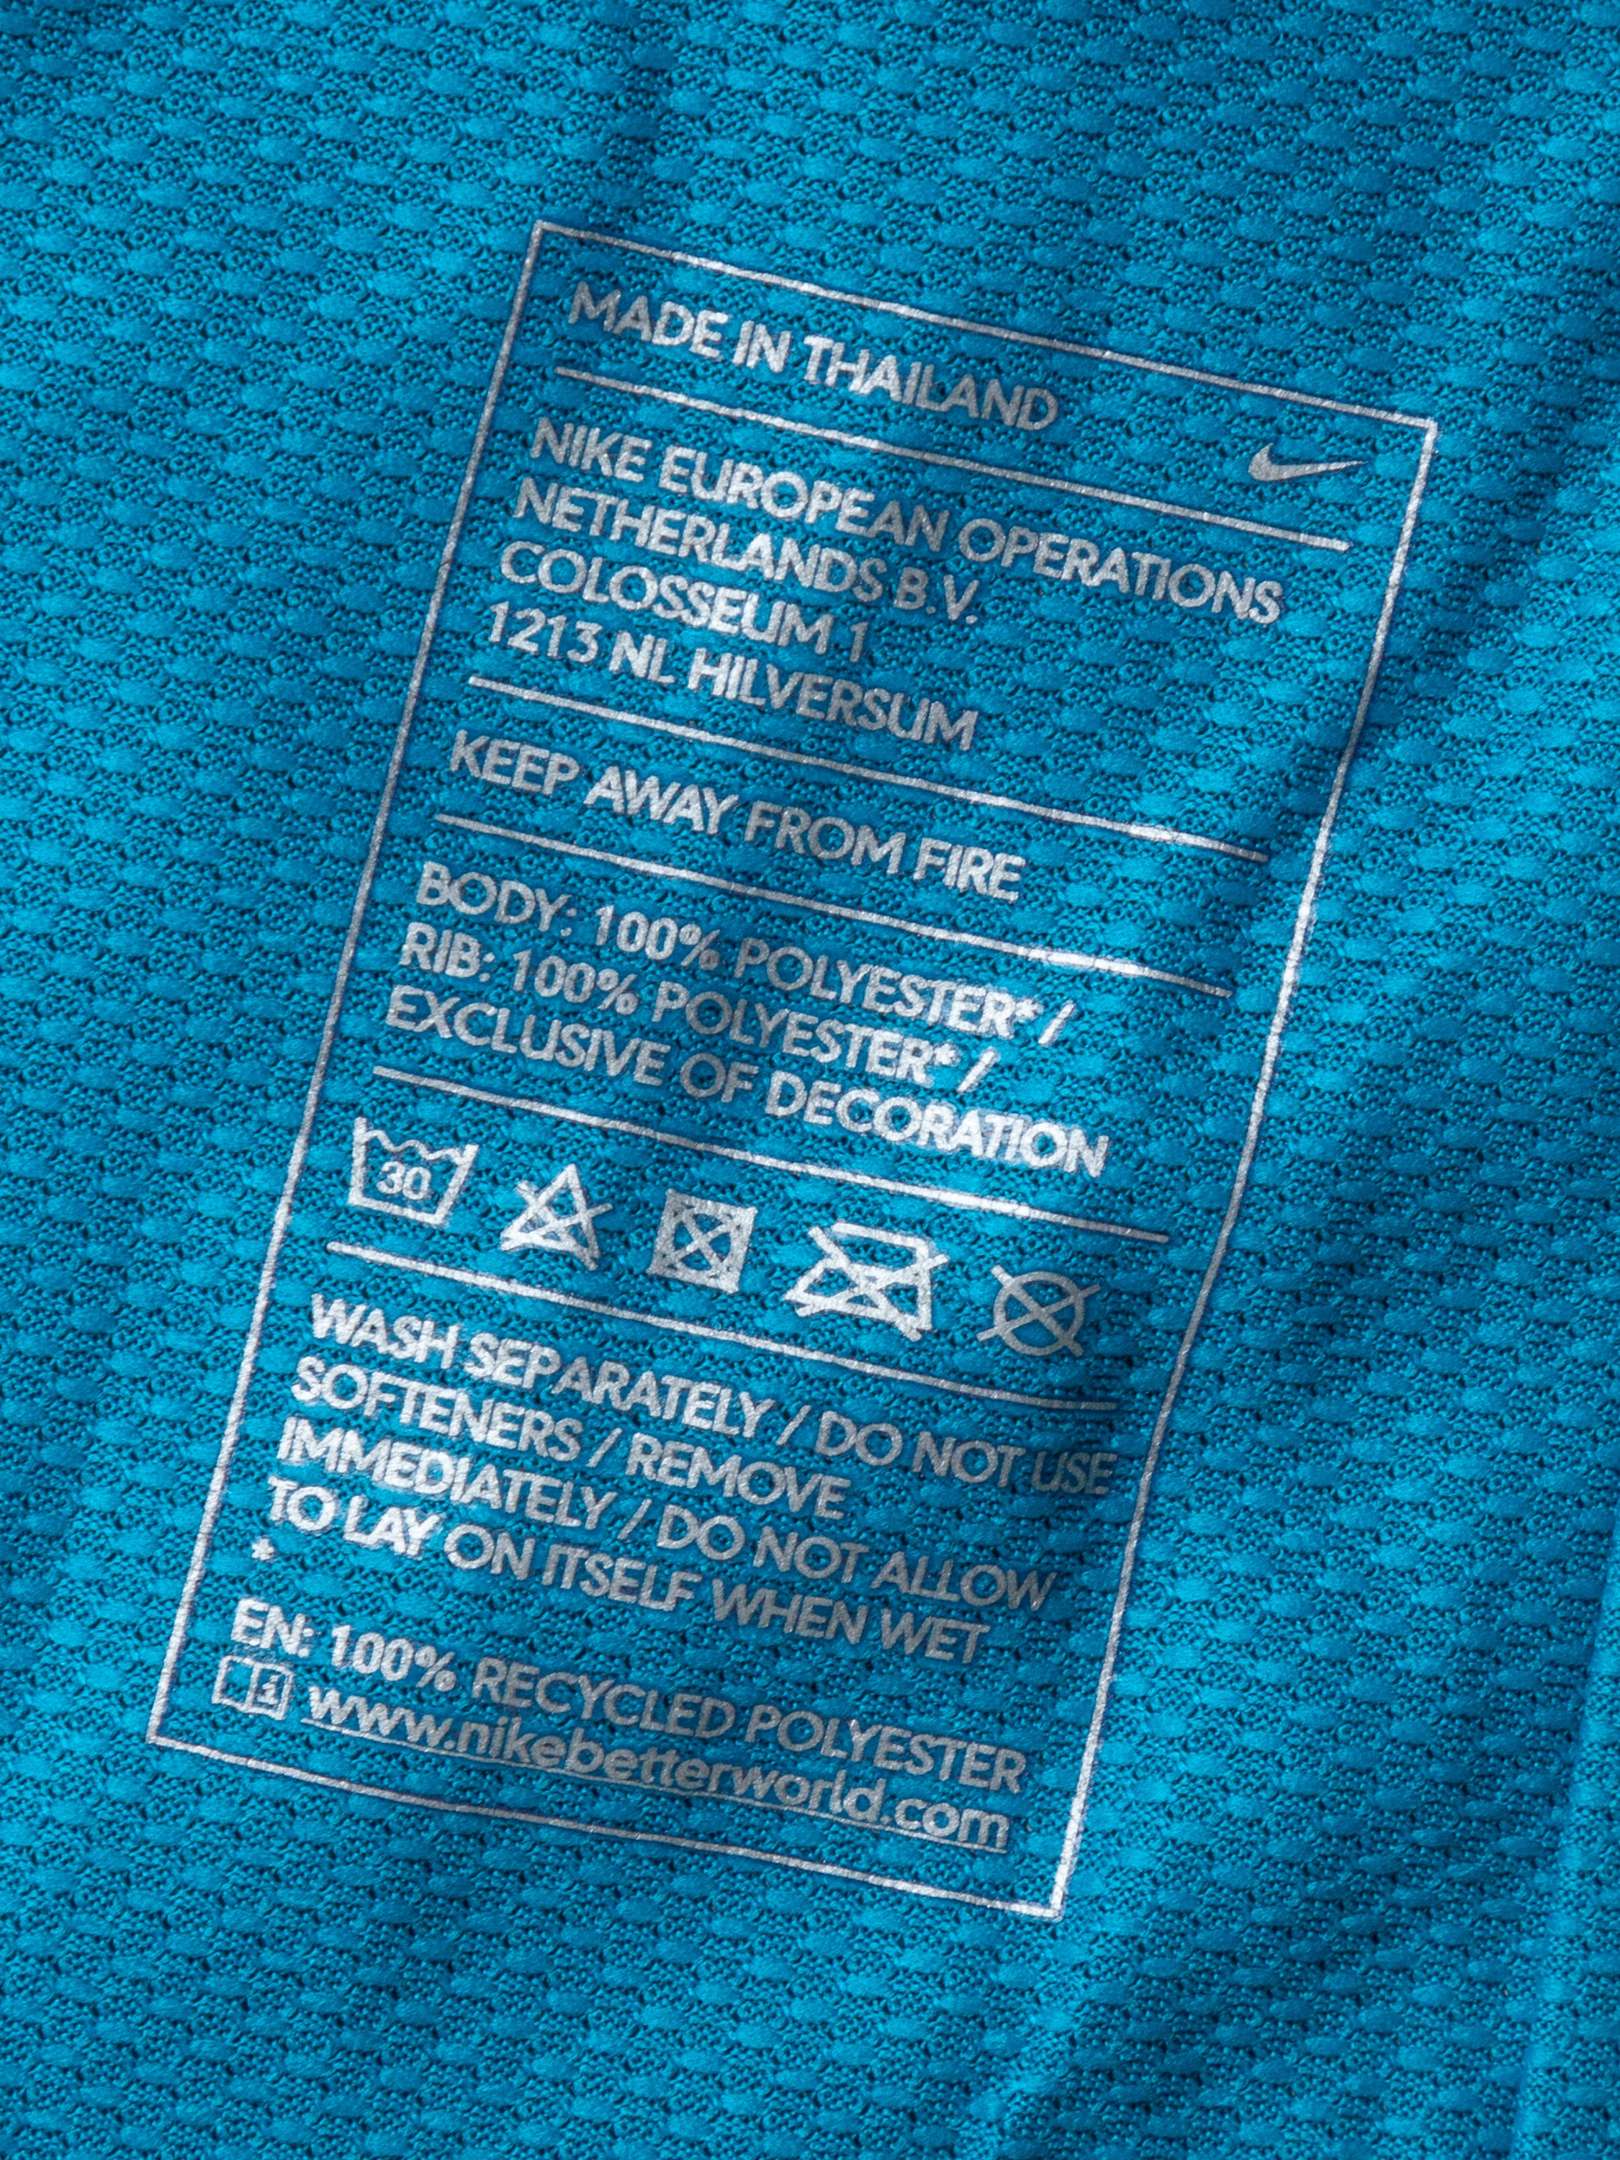 MADE IN THAILAND
NIKE EUROPEAN OPERATIONS
NETHERLANDS B.V.
COLOSSEUM 1
1213 NL HILVERSUM
KEEP AWAY FROM FIRE
BODY: 100% POLYESTER* /
RIB: 100% POLYESTER* /
EXCLUSIVE OF DECORATION
30
WASH SEPARATELY / DO NOT USE
SOFTENERS / REMOVE
IMMEDIATELY / DO NOT ALLOW
TO LAY ON ITSELF WHEN WET
*
EN: 100% RECYCLED POLYESTER
i www.nikebetterworld.com